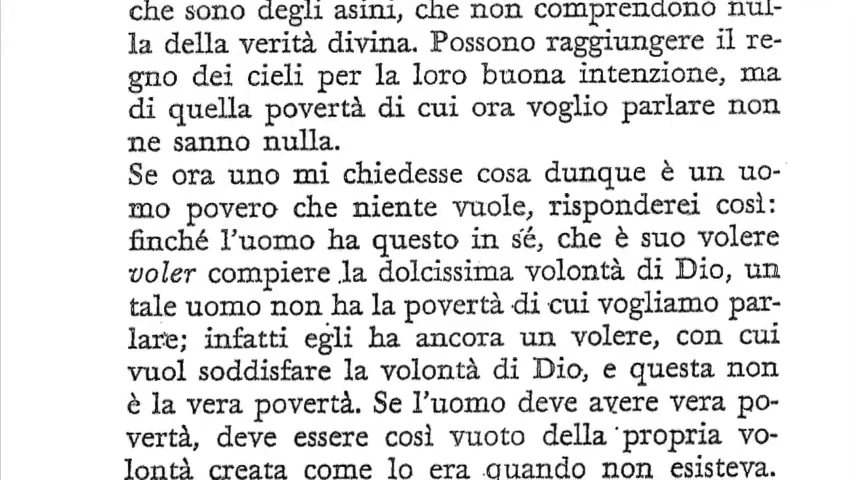 che sono degli asini, che non comprendono nul-
la della verità divina. Possono raggiungere il re-
gno dei cieli per la loro buona intenzione, ma
di quella povertà di cui ora voglio parlare non
ne sanno nulla.
Se ora uno mi chiedesse cosa dunque è un uo-
mo povero che niente vuole, risponderei così:
finché l'uomo ha questo in sé, che è suo volere
voler compiere la dolcissima volontà di Dio, un
tale uomo non ha la povertà di cui vogliamo par-
lare; infatti egli ha ancora un volere, con cui
vuol soddisfare la volontà di Dio, e questa non
è la vera povertà. Se l'uomo deve avere vera po-
vertà, deve essere così vuoto della propria vo-
lontà creata come lo era quando non esisteva.